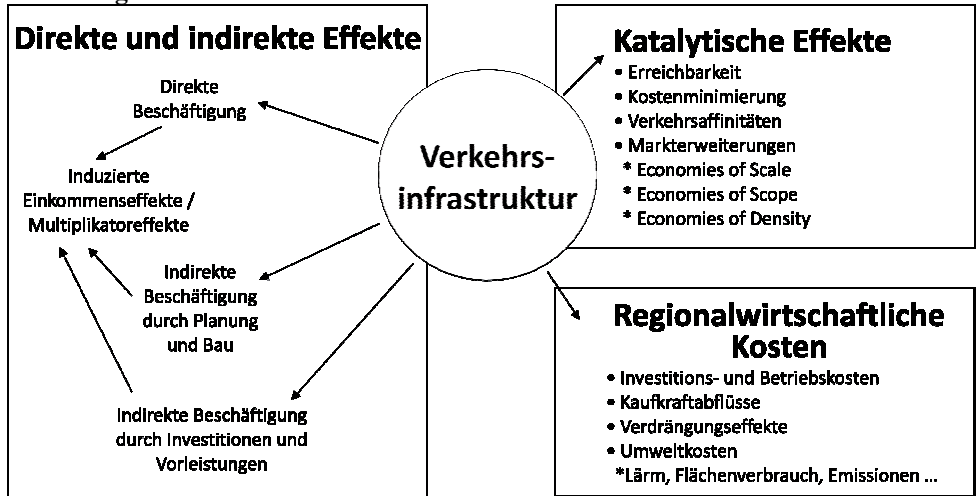 Direkte und indirekte Effekte
Direkte
Beschäftigung
Induzierte
Einkommenseffekte /
Multiplikatoreffekte
Indirekte
Beschäftigung
durch Planung
und Bau
Indirekte Beschäftigung
durch Investitionen und
Vorleistungen
Verkehrs-
infrastruktur
Katalytische Effekte
• Erreichbarkeit
• Kostenminimierung
• Verkehrsaffinitäten
• Markterweiterungen
* Economies of Scale
* Economies of Scope
* Economies of Density
Regionalwirtschaftliche
Kosten
• Investitions- und Betriebskosten
• Kaufkraftabflüsse
• Verdrängungseffekte
• Umweltkosten
*Lärm, Flächenverbrauch, Emissionen ...